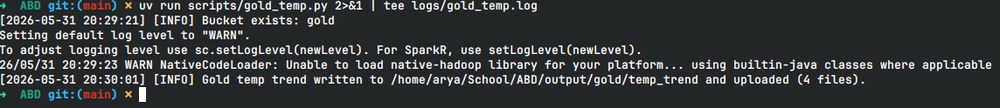 ➜ ABD git:(main) ✗ uv run scripts/gold_temp.py 2>&1 | tee logs/gold_temp.log
[2026-05-31 20:29:21] [INFO] Bucket exists: gold
Setting default log level to "WARN".
To adjust logging level use sc.setLogLevel(newLevel). For SparkR, use setLogLevel(newLevel).
26/05/31 20:29:23 WARN NativeCodeLoader: Unable to load native-hadoop library for your platform... using builtin-java classes where applicable
[2026-05-31 20:30:01] [INFO] Gold temp trend written to /home/arya/School/ABD/output/gold/temp_trend and uploaded (4 files).
➜ ABD git:(main) ✗